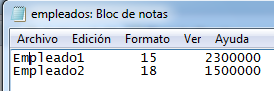 empleados: Bloc de notas
Archivo Edición Formato Ver Ayuda
Empleado1 15 2300000
Empleado2 18 1500000